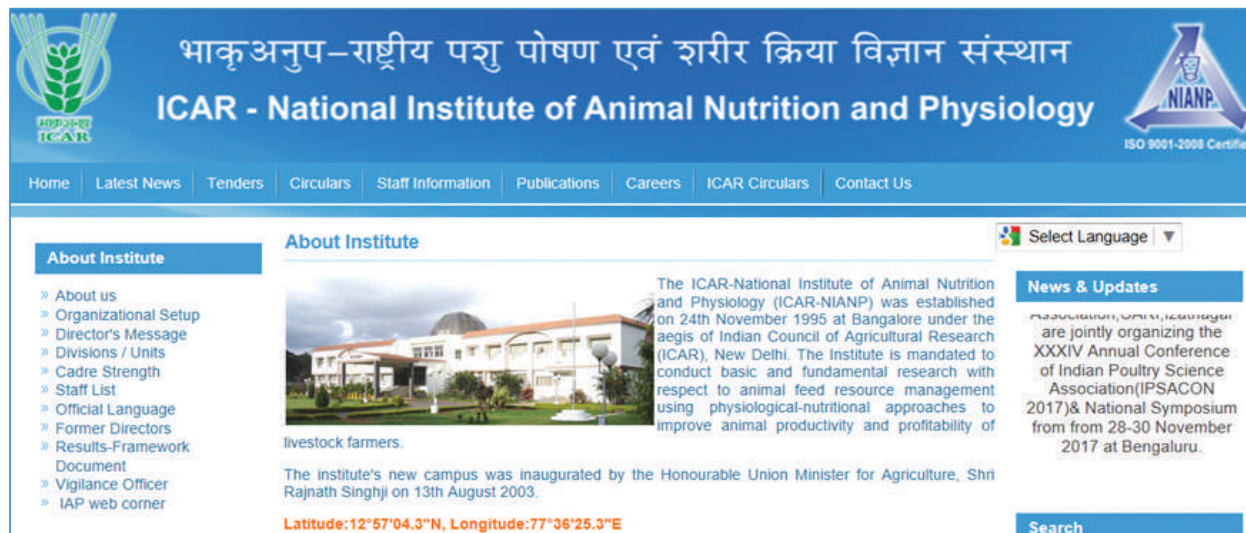 भाकृअनुप–राष्ट्रीय पशु पोषण एवं शरीर क्रिया विज्ञान संस्थान
ICAR - National Institute of Animal Nutrition and Physiology
भाकृअनुप
ICAR
NIANP
ISO 9001-2008 Certifie
Home Latest News Tenders Circulars Staff Information Publications Careers ICAR Circulars Contact Us
About Institute
» About us
» Organizational Setup
» Director's Message
» Divisions / Units
» Cadre Strength
» Staff List
» Official Language
» Former Directors
» Results-Framework
Document
» Vigilance Officer
» IAP web corner
About Institute
The ICAR-National Institute of Animal Nutrition
and Physiology (ICAR-NIANP) was established
on 24th November 1995 at Bangalore under the
aegis of Indian Council of Agricultural Research
(ICAR), New Delhi. The Institute is mandated to
conduct basic and fundamental research with
respect to animal feed resource management
using physiological-nutritional approaches to
improve animal productivity and profitability of
livestock farmers.
The institute's new campus was inaugurated by the Honourable Union Minister for Agriculture, Shri
Rajnath Singhji on 13th August 2003.
Latitude:12°57'04.3"N, Longitude:77°36'25.3"E
Select Language ▼
News & Updates
Association,CARI,Izatnagar
are jointly organizing the
XXXIV Annual Conference
of Indian Poultry Science
Association(IPSACON
2017)& National Symposium
from from 28-30 November
2017 at Bengaluru.
Search